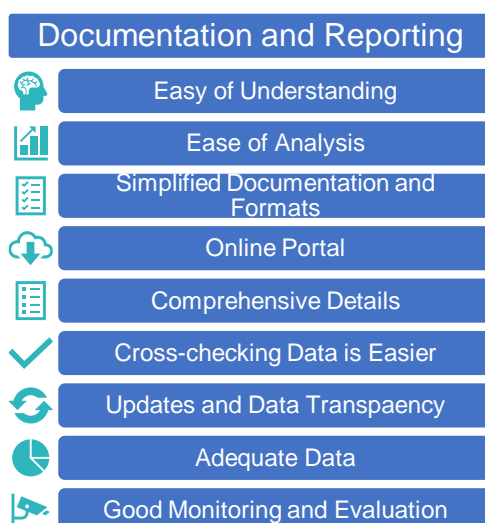 Documentation and Reporting
Easy of Understanding
Ease of Analysis
Simplified Documentation and
Formats
Online Portal
Comprehensive Details
Cross-checking Data is Easier
Updates and Data Transpaency
Adequate Data
Good Monitoring and Evaluation